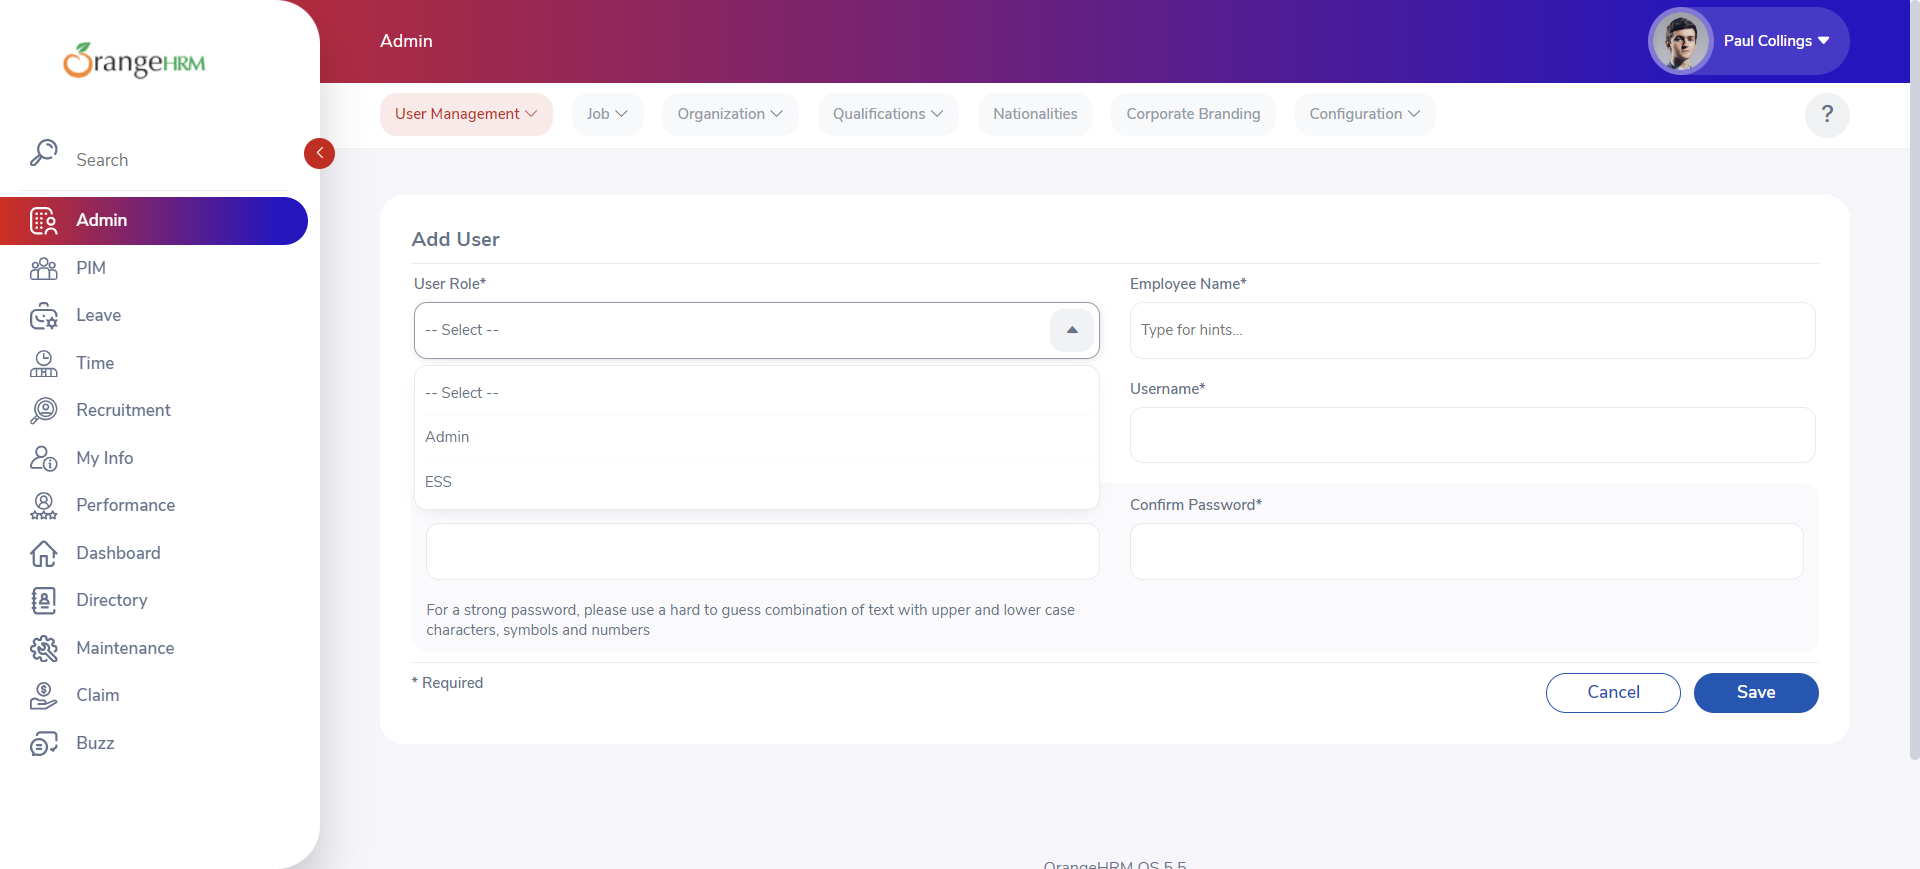 OrangeHRM
Search
Admin
PIM
Leave
Time
Recruitment
My Info
Performance
Dashboard
Directory
Maintenance
Claim
Buzz
Admin
Paul Collings
User Management
Job
Organization
Qualifications
Nationalities
Corporate Branding
Configuration
?
Add User
User Role*
-- Select --
-- Select --
Admin
ESS
Employee Name*
Type for hints...
Username*
Confirm Password*
For a strong password, please use a hard to guess combination of text with upper and lower case
characters, symbols and numbers
* Required
Cancel
Save
OrangeHRM OS 5.5